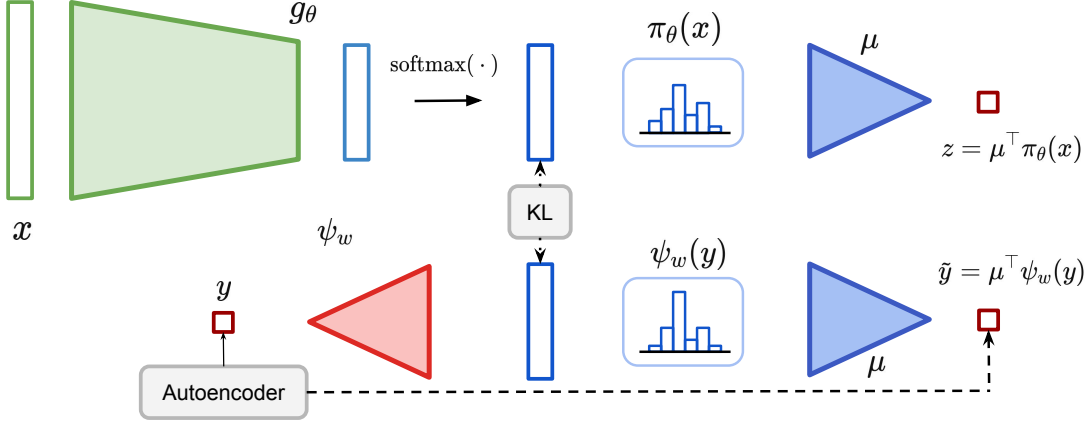 g_θ
softmax( · )
π_θ(x)
μ
z = μ^⊤ π_θ(x)
x
KL
ψ_w
ψ_w(y)
ỹ = μ^⊤ ψ_w(y)
y
μ
Autoencoder